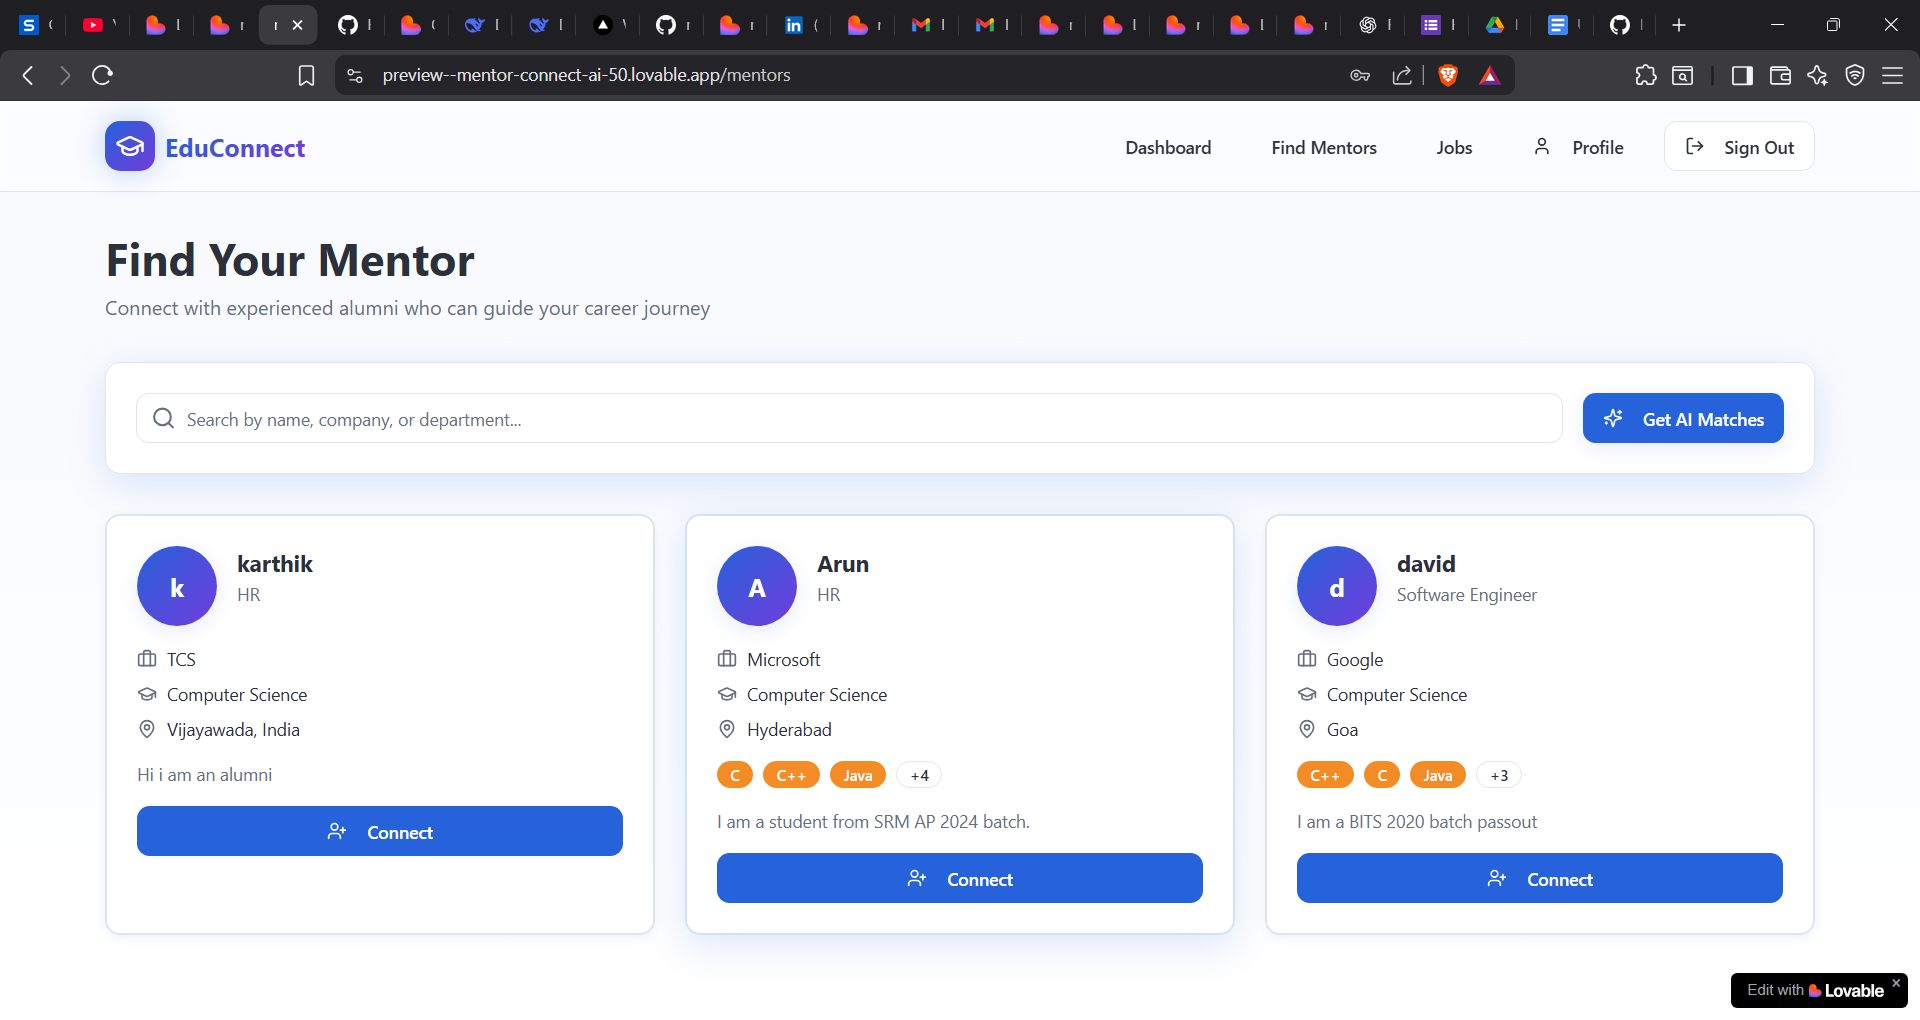 preview--mentor-connect-ai-50.lovable.app/mentors
EduConnect
Dashboard
Find Mentors
Jobs
Profile
Sign Out
Find Your Mentor
Connect with experienced alumni who can guide your career journey
Search by name, company, or department...
Get AI Matches
k
karthik
HR
TCS
Computer Science
Vijayawada, India
Hi i am an alumni
Connect
A
Arun
HR
Microsoft
Computer Science
Hyderabad
C C++ Java +4
I am a student from SRM AP 2024 batch.
Connect
d
david
Software Engineer
Google
Computer Science
Goa
C++ C Java +3
I am a BITS 2020 batch passout
Connect
Edit with Lovable